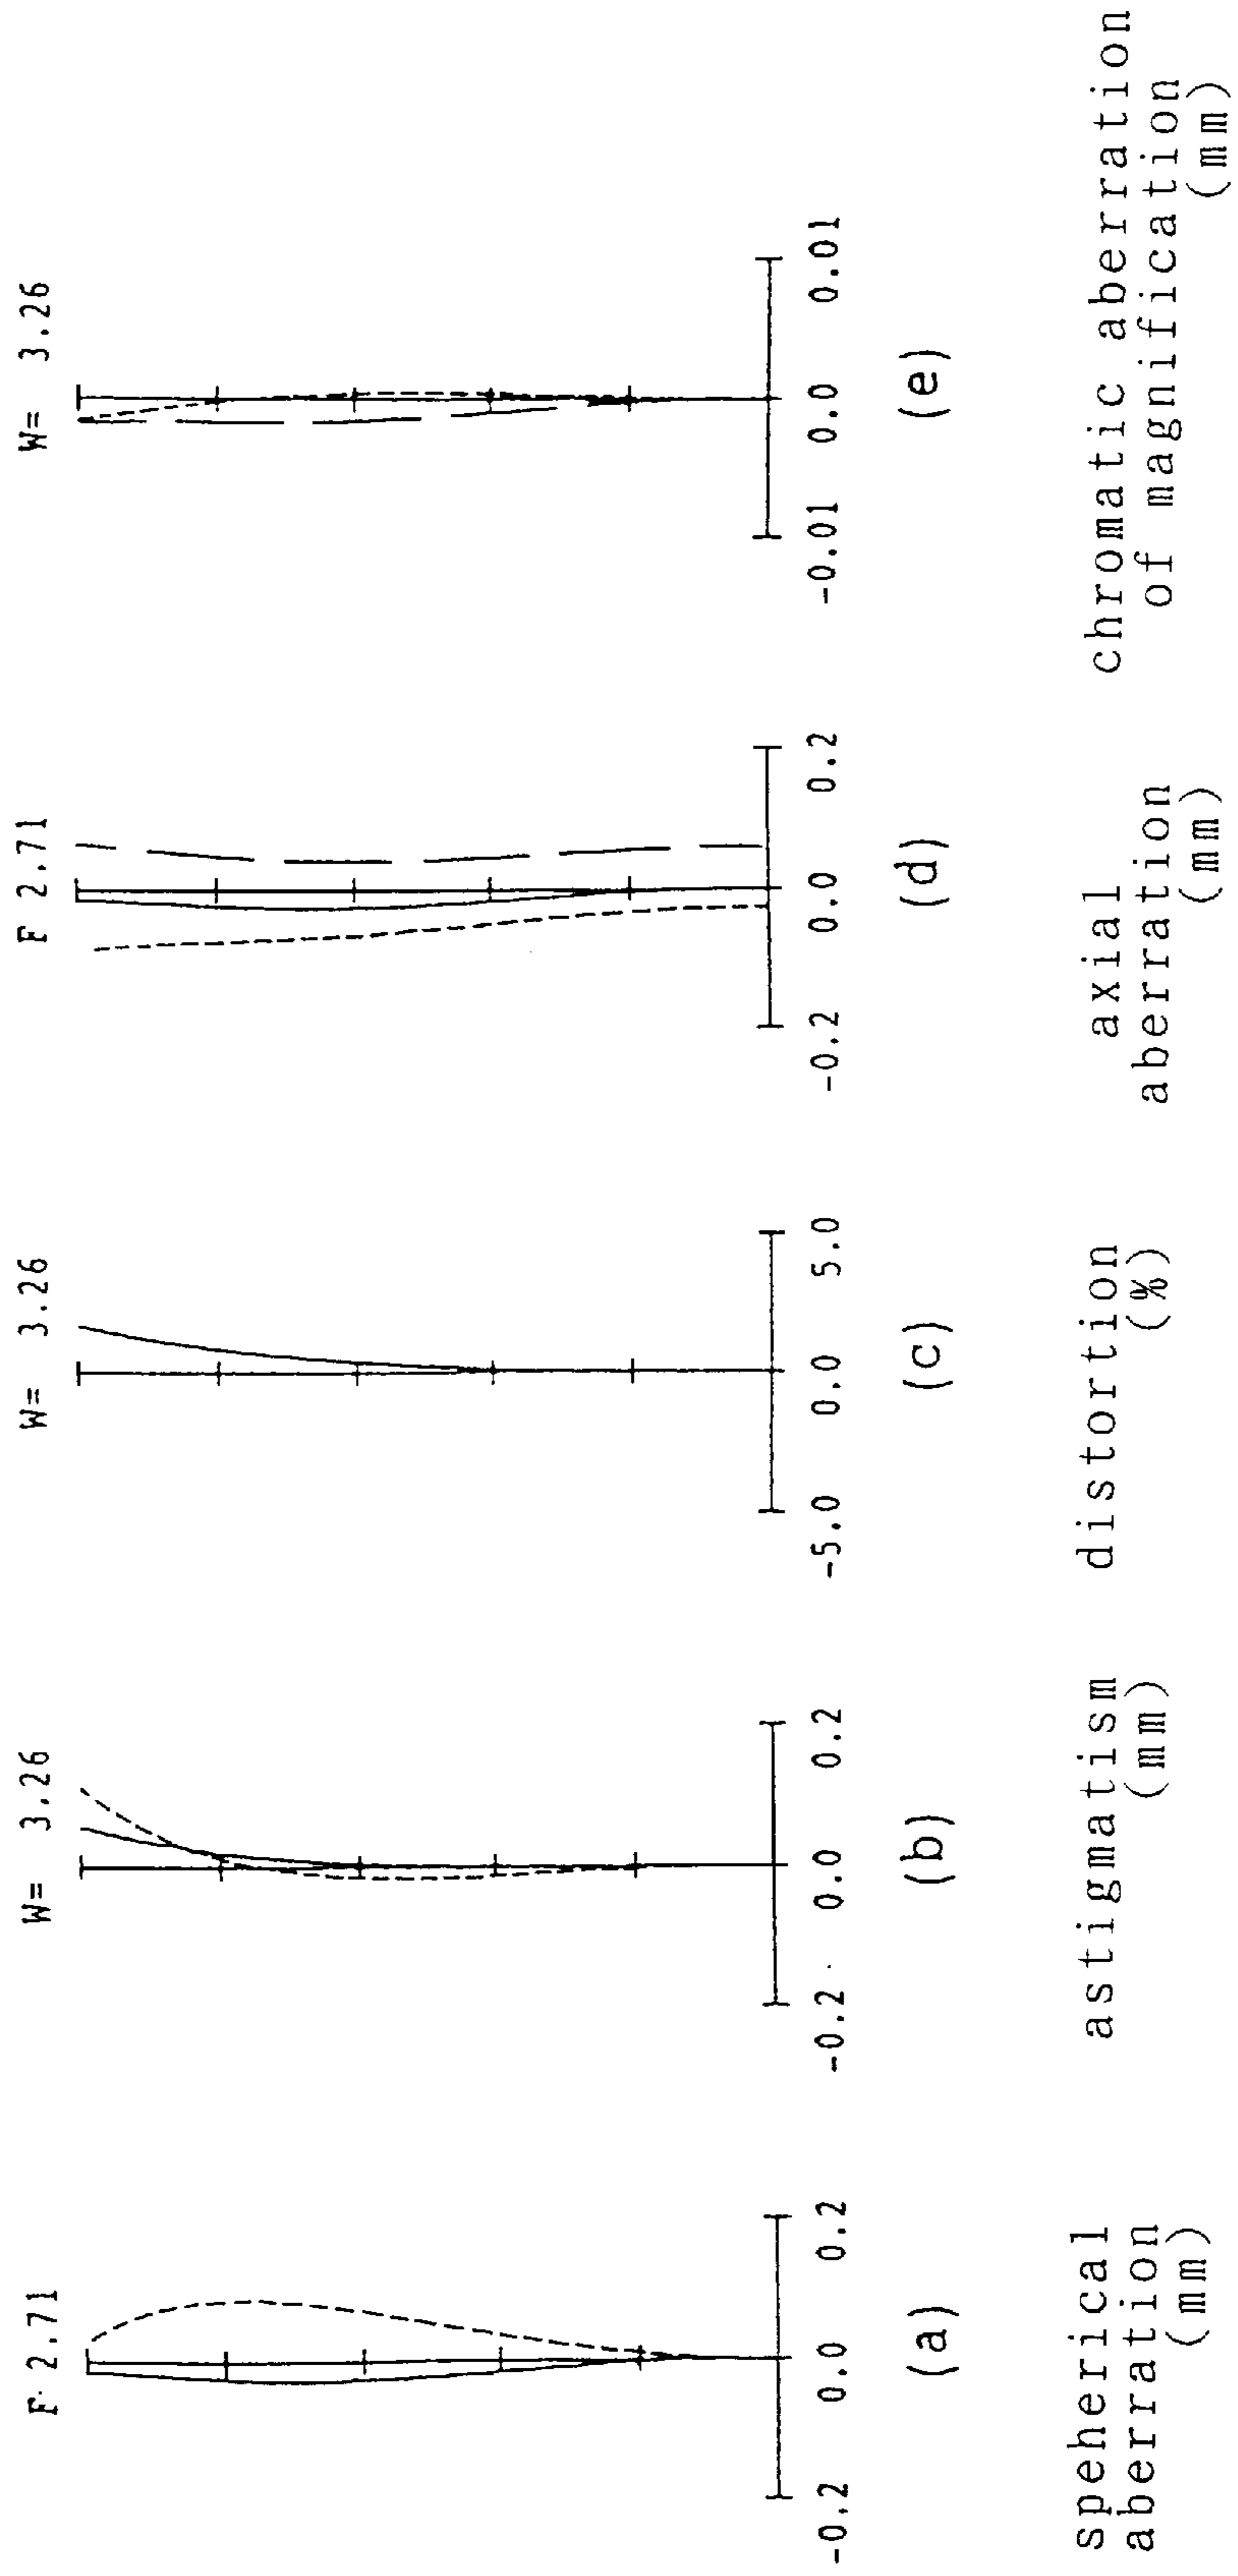 F 2.71
-0.2 0.0 0.2
(a)
speherical
aberration
(mm)
W= 3.26
-0.2 0.0 0.2
(b)
astigmatism
(mm)
W= 3.26
-5.0 0.0 5.0
(c)
distortion
(%)
F 2.71
-0.2 0.0 0.2
(d)
axial
aberration
(mm)
W= 3.26
-0.01 0.0 0.01
(e)
chromatic aberration
of magnification
(mm)